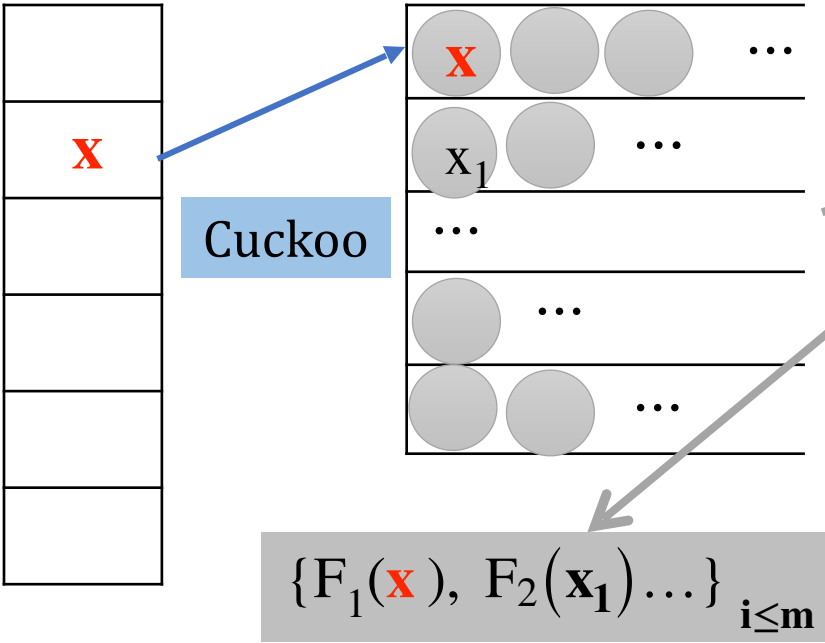 x ...
x x₁ ...
Cuckoo ...
...
...
{F₁(x ), F₂(x₁)...} i≤m